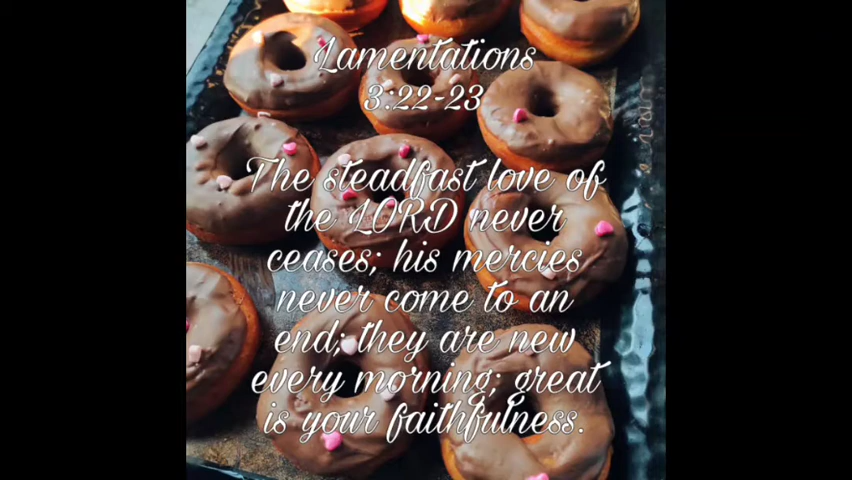 Lamentations
3:22-23
The steadfast love of
the LORD never
ceases; his mercies
never come to an
end; they are new
every morning; great
is your faithfulness.